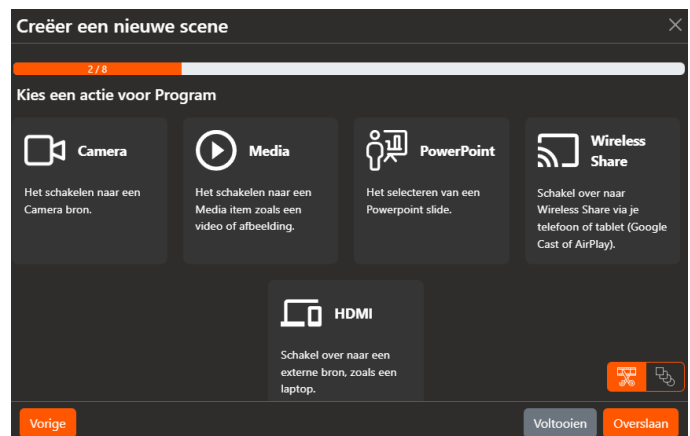 Creëer een nieuwe scene
2 / 8
Kies een actie voor Program
Camera
Het schakelen naar een
Camera bron.
Media
Het schakelen naar een
Media item zoals een
video of afbeelding.
PowerPoint
Het selecteren van een
Powerpoint slide.
Wireless
Share
Schakel over naar
Wireless Share via je
telefoon of tablet (Google
Cast of AirPlay).
HDMI
Schakel over naar een
externe bron, zoals een
laptop.
Vorige
Voltooien
Overslaan